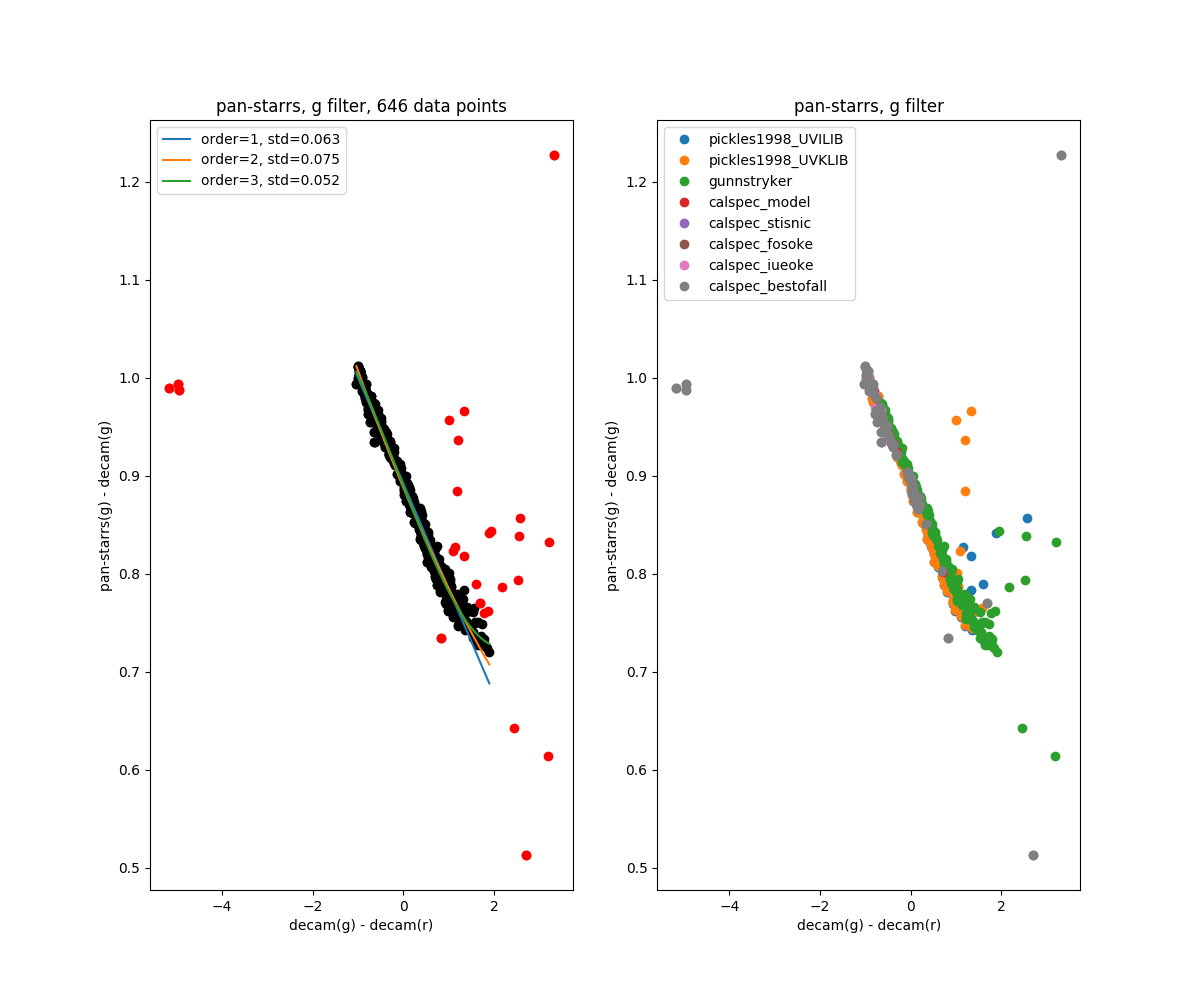 pan-starrs, g filter, 646 data points
order=1, std=0.063
order=2, std=0.075
order=3, std=0.052
1.2
1.1
1.0
0.9
0.8
0.7
0.6
0.5
pan-starrs(g) - decam(g)
−4
−2
0
2
decam(g) - decam(r)
pan-starrs, g filter
pickles1998_UVILIB
pickles1998_UVKLIB
gunnstryker
calspec_model
calspec_stisnic
calspec_fosoke
calspec_iueoke
calspec_bestofall
1.2
1.1
1.0
0.9
0.8
0.7
0.6
0.5
pan-starrs(g) - decam(g)
−4
−2
0
2
decam(g) - decam(r)